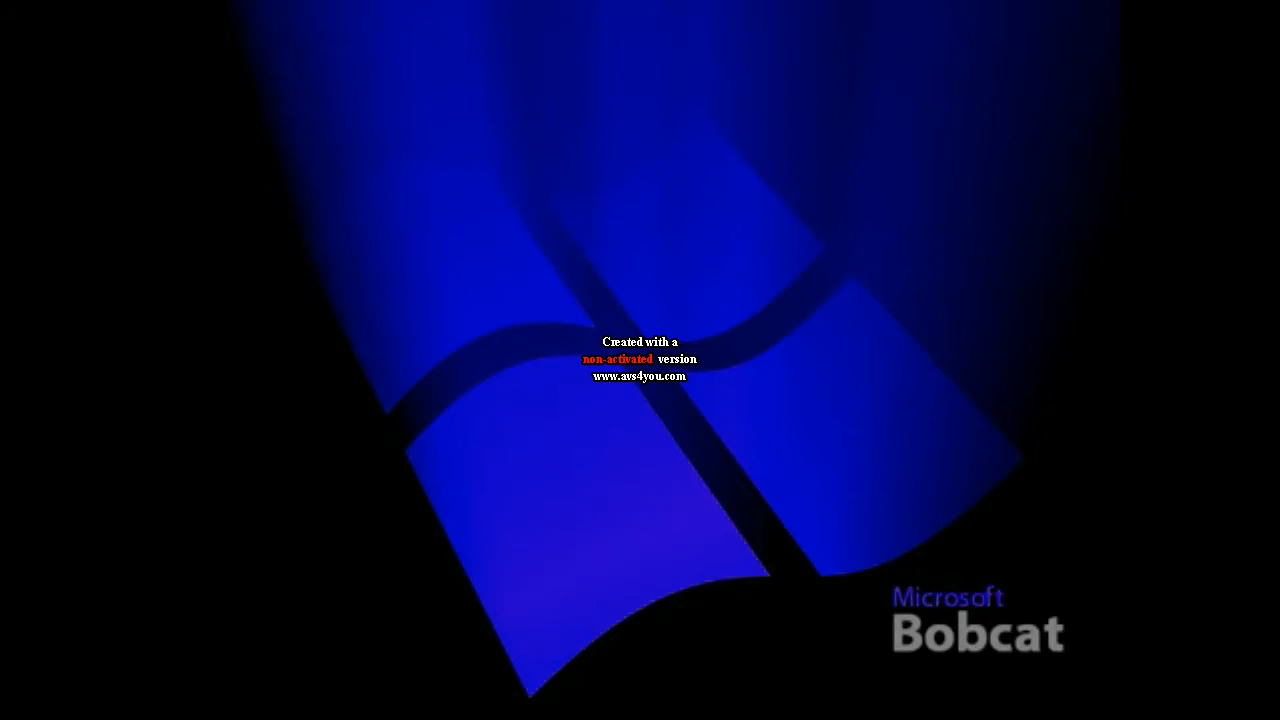 Created with a
non-activated version
www.avs4you.com
Microsoft
Bobcat